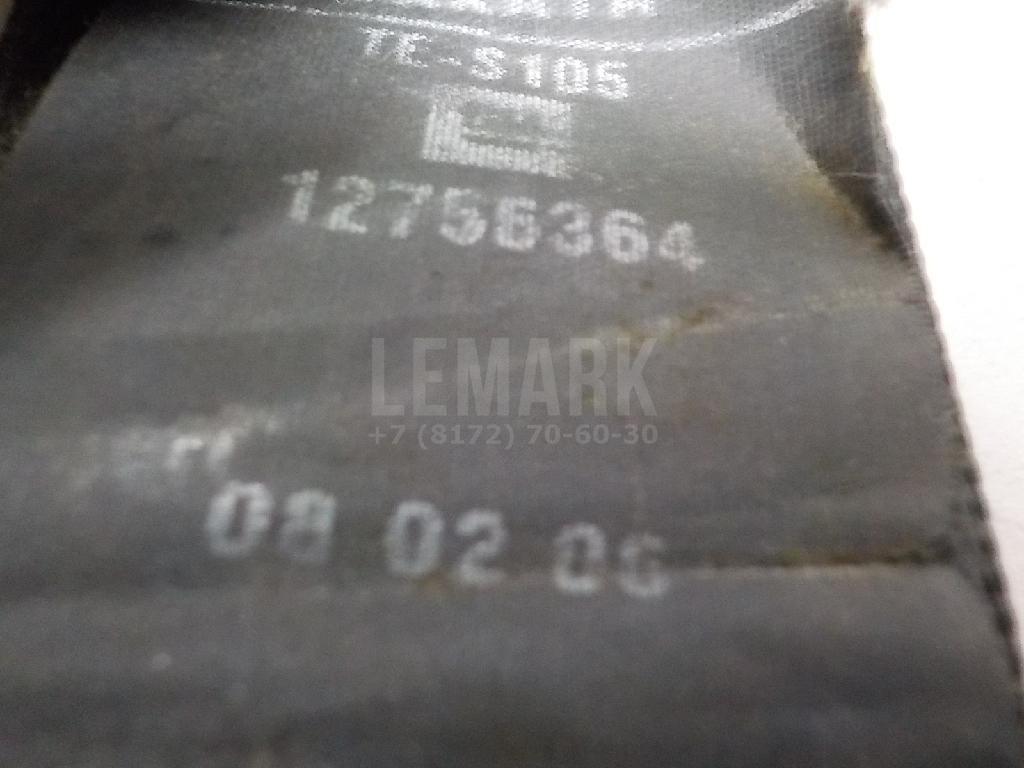 TE-S105
12756364
LEMARK
+7 (8172) 70-60-30
08 02 06